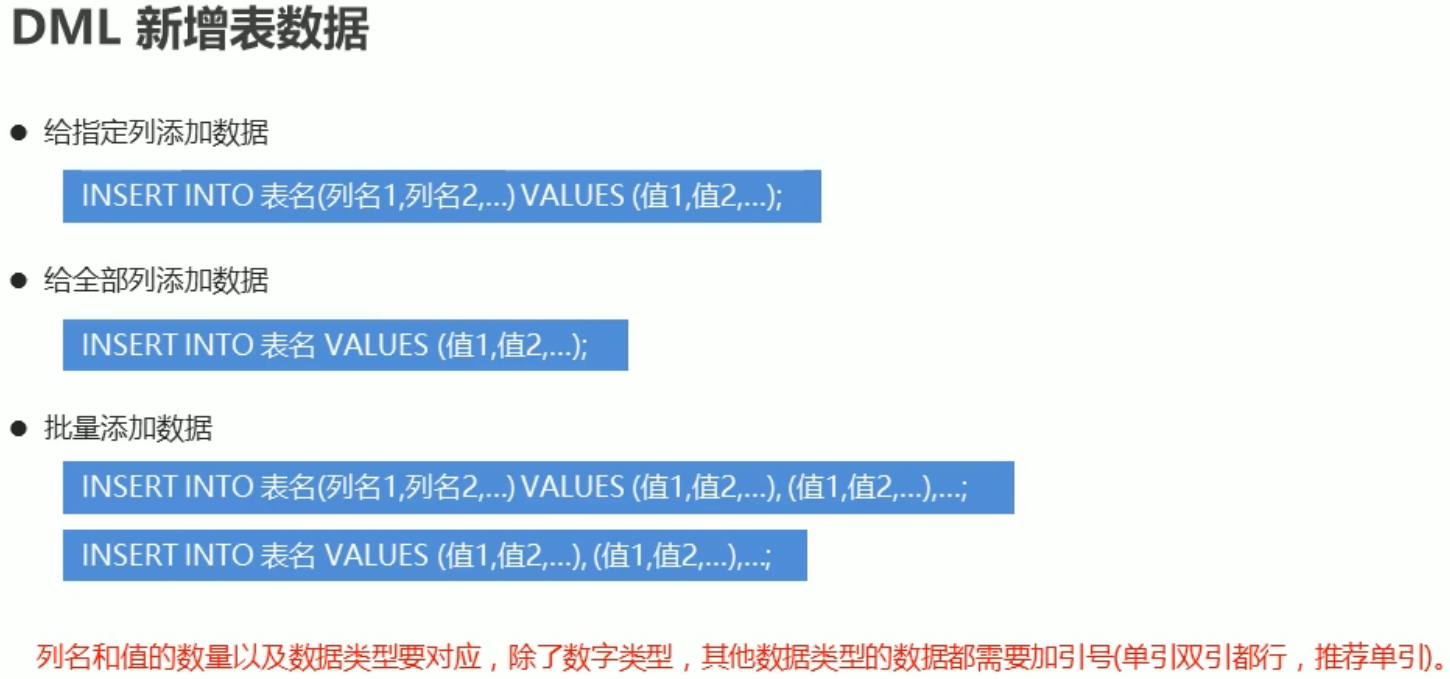 DML 新增表数据
● 给指定列添加数据
INSERT INTO 表名(列名1,列名2,...) VALUES (值1,值2,...);
● 给全部列添加数据
INSERT INTO 表名 VALUES (值1,值2,...);
● 批量添加数据
INSERT INTO 表名(列名1,列名2,...) VALUES (值1,值2,...), (值1,值2,...),...;
INSERT INTO 表名 VALUES (值1,值2,...), (值1,值2,...),...;
列名和值的数量以及数据类型要对应，除了数字类型，其他数据类型的数据都需要加引号(单引双引都行，推荐单引)。